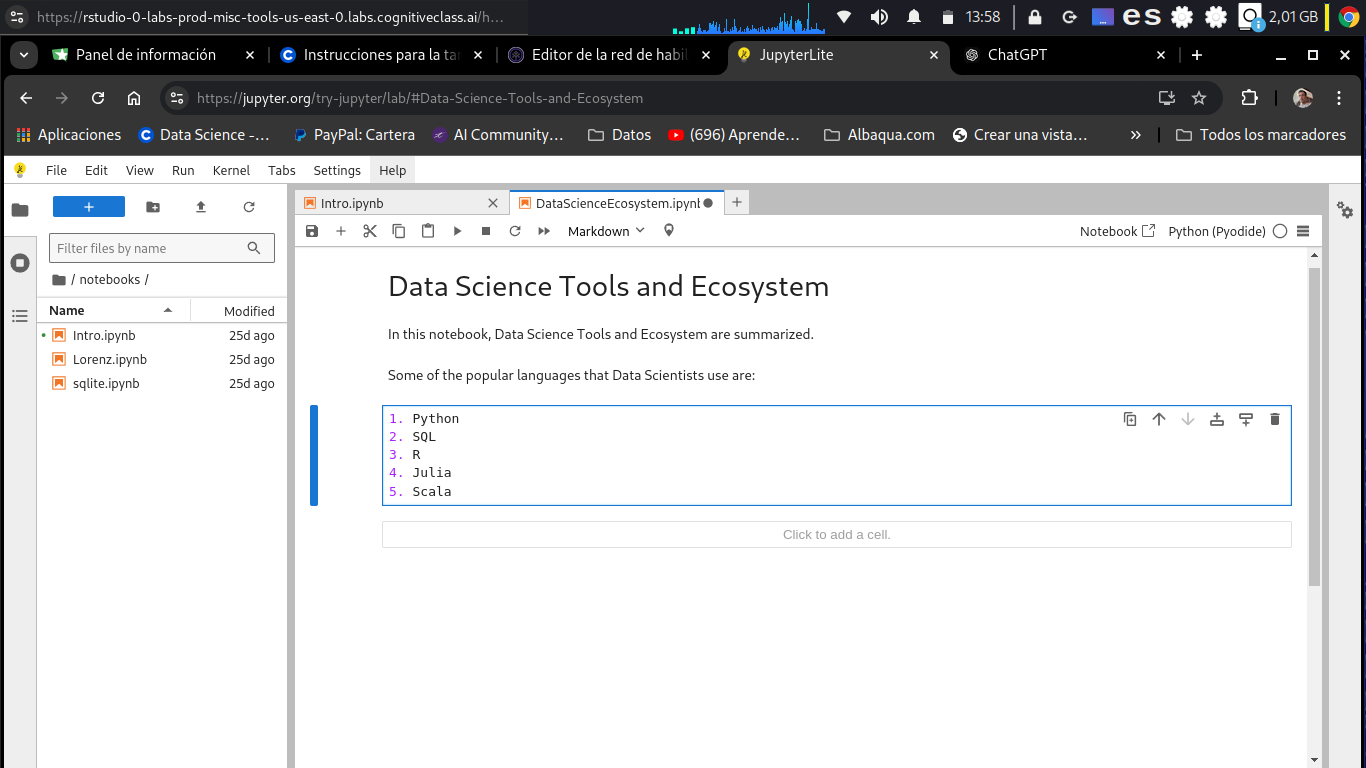 https://rstudio-0-labs-prod-misc-tools-us-east-0.labs.cognitiveclass.ai/h...
13:58
es
2,01 GB
Panel de información
Instrucciones para la tar
Editor de la red de habil
JupyterLite
ChatGPT
https://jupyter.org/try-jupyter/lab/#Data-Science-Tools-and-Ecosystem
Aplicaciones
Data Science -...
PayPal: Cartera
AI Community...
Datos
(696) Aprende...
Albaqua.com
Crear una vista...
»
Todos los marcadores
File Edit View Run Kernel Tabs Settings Help
Filter files by name
/ notebooks /
Name Modified
Intro.ipynb 25d ago
Lorenz.ipynb 25d ago
sqlite.ipynb 25d ago
Intro.ipynb
DataScienceEcosystem.ipynb
Markdown
Notebook
Python (Pyodide)
Data Science Tools and Ecosystem
In this notebook, Data Science Tools and Ecosystem are summarized.
Some of the popular languages that Data Scientists use are:
1. Python
2. SQL
3. R
4. Julia
5. Scala
Click to add a cell.